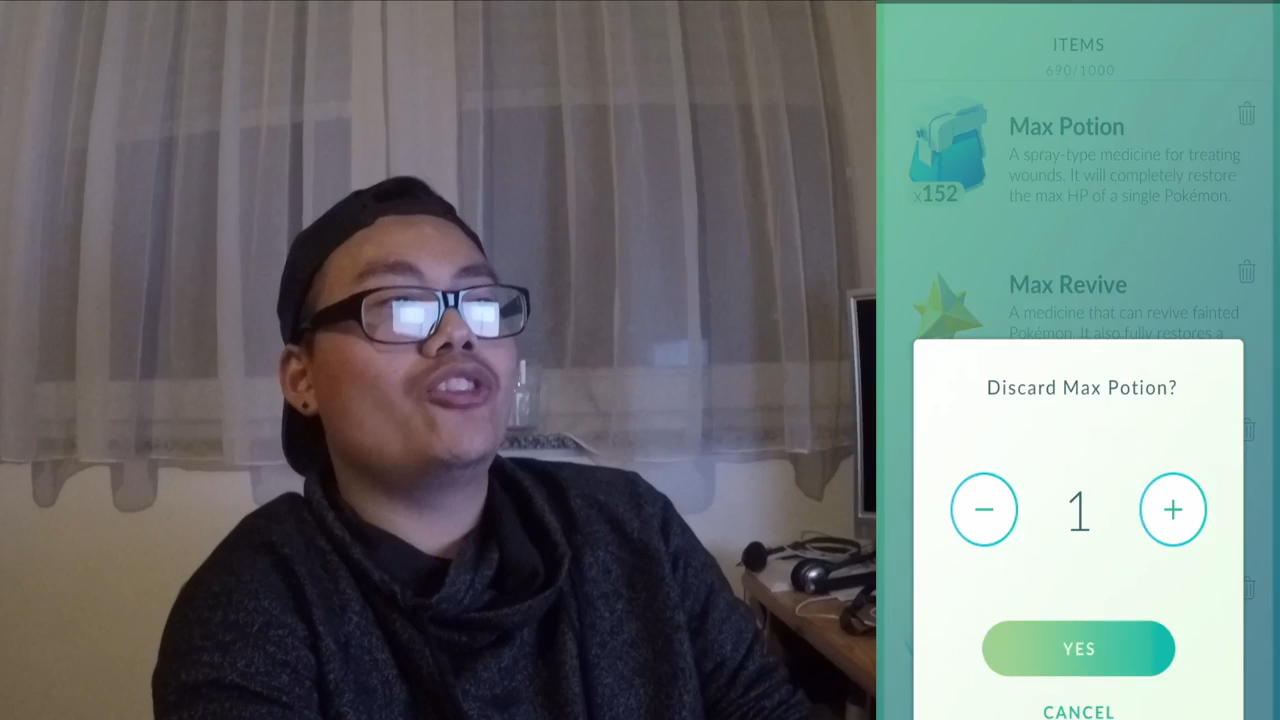 ITEMS
690/1000
Max Potion
A spray-type medicine for treating
wounds. It will completely restore
the max HP of a single Pokémon.
x152
Max Revive
A medicine that can revive fainted
Pokémon. It also fully restores a
Discard Max Potion?
1
YES
CANCEL